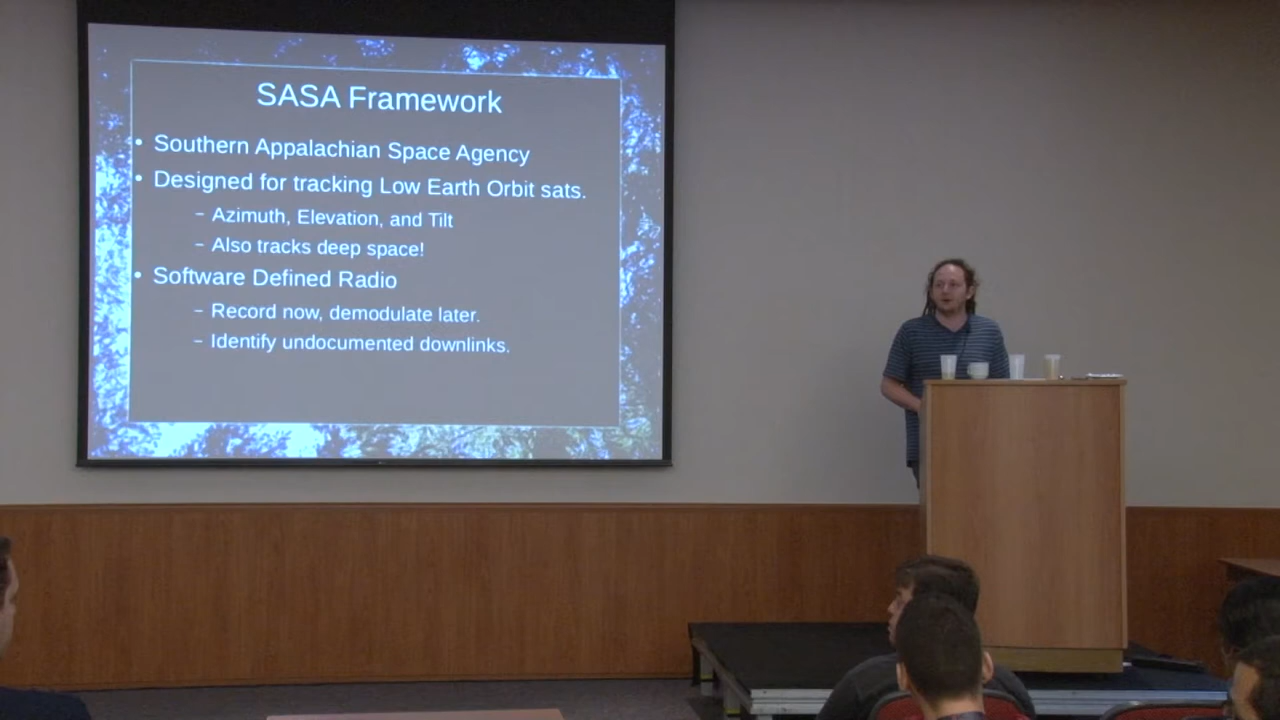 SASA Framework
• Southern Appalachian Space Agency
• Designed for tracking Low Earth Orbit sats.
– Azimuth, Elevation, and Tilt
– Also tracks deep space!
• Software Defined Radio
– Record now, demodulate later.
– Identify undocumented downlinks.